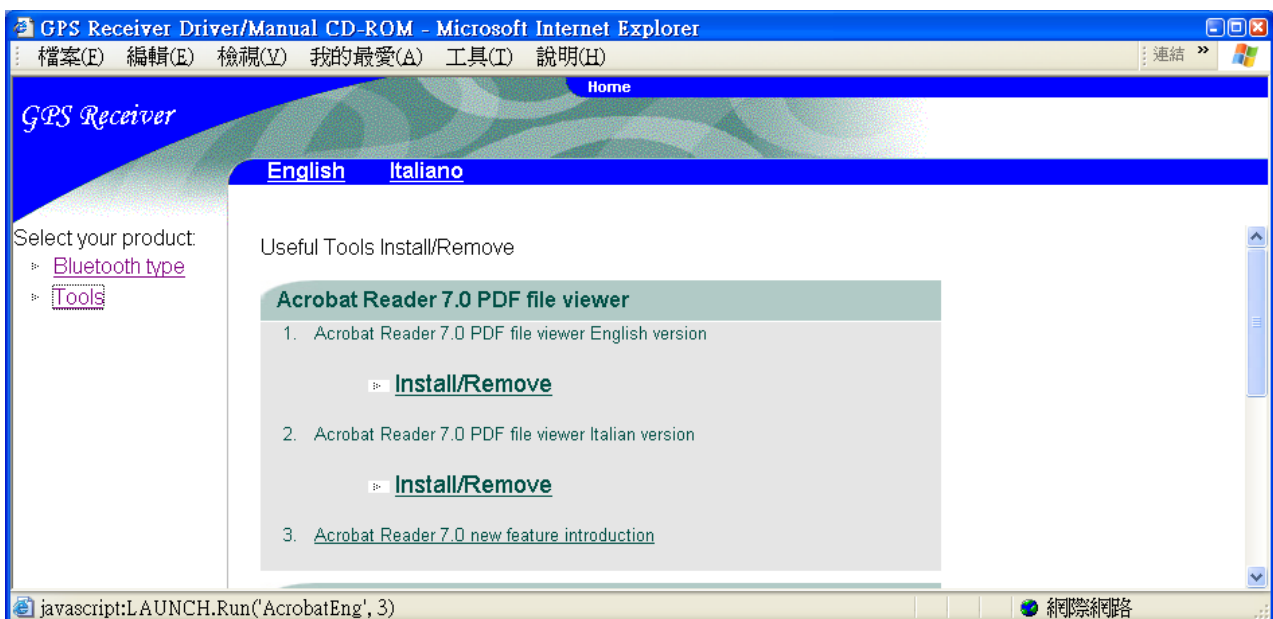 GPS Receiver Driver/Manual CD-ROM - Microsoft Internet Explorer
檔案(F) 編輯(E) 檢視(V) 我的最愛(A) 工具(T) 說明(H) 連結 »
Home
GPS Receiver
English Italiano
Select your product:
Bluetooth type
Tools
Useful Tools Install/Remove
Acrobat Reader 7.0 PDF file viewer
1. Acrobat Reader 7.0 PDF file viewer English version
Install/Remove
2. Acrobat Reader 7.0 PDF file viewer Italian version
Install/Remove
3. Acrobat Reader 7.0 new feature introduction
javascript:LAUNCH.Run('AcrobatEng', 3) 網際網路